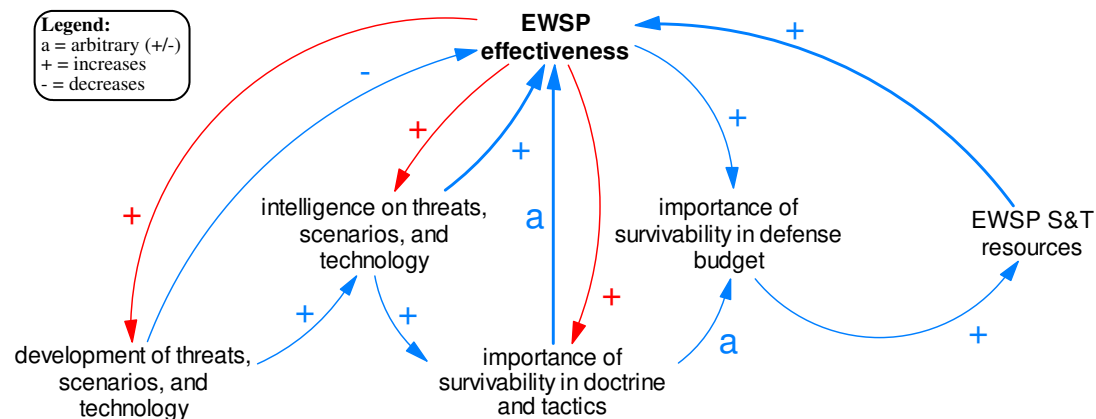 Legend:
a = arbitrary (+/-)
+ = increases
- = decreases
EWSP
effectiveness
+
-
+
+
+
+
a
+
intelligence on threats,
scenarios, and
technology
importance of
survivability in defense
budget
EWSP S&T
resources
+
+
+
a
+
development of threats,
scenarios, and
technology
importance of
survivability in doctrine
and tactics